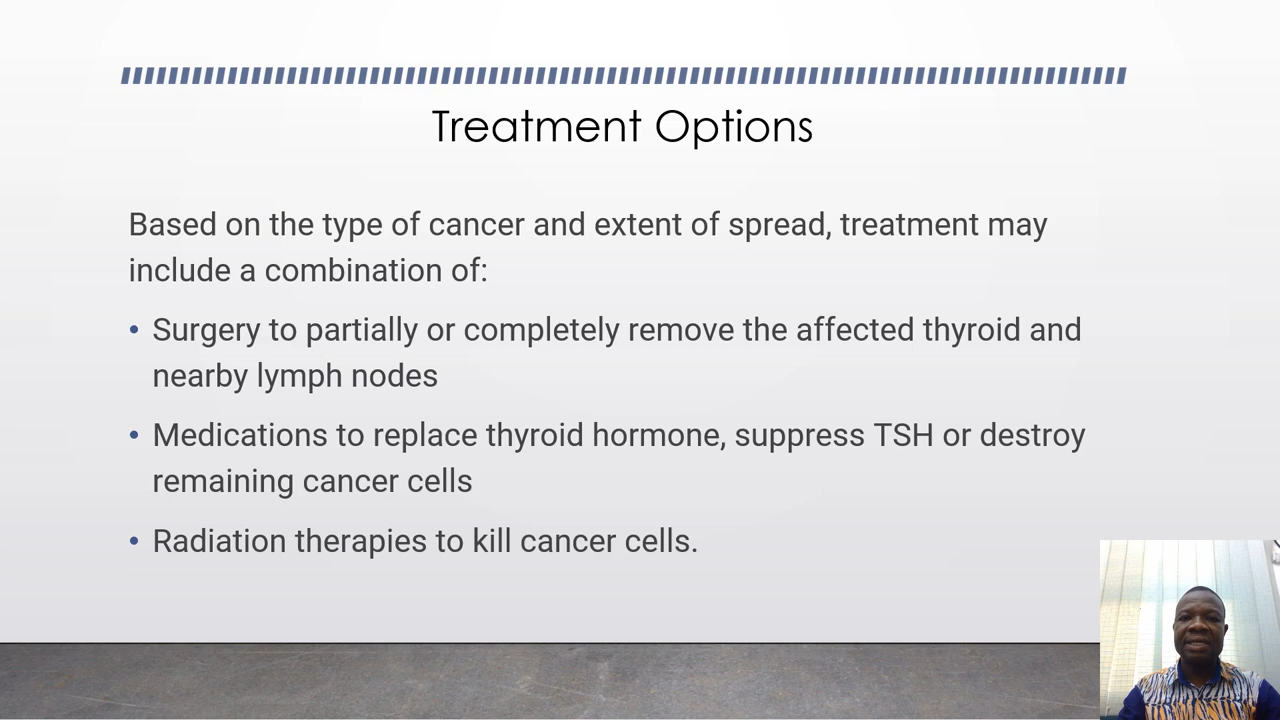 Treatment Options
Based on the type of cancer and extent of spread, treatment may
include a combination of:
• Surgery to partially or completely remove the affected thyroid and
nearby lymph nodes
• Medications to replace thyroid hormone, suppress TSH or destroy
remaining cancer cells
• Radiation therapies to kill cancer cells.